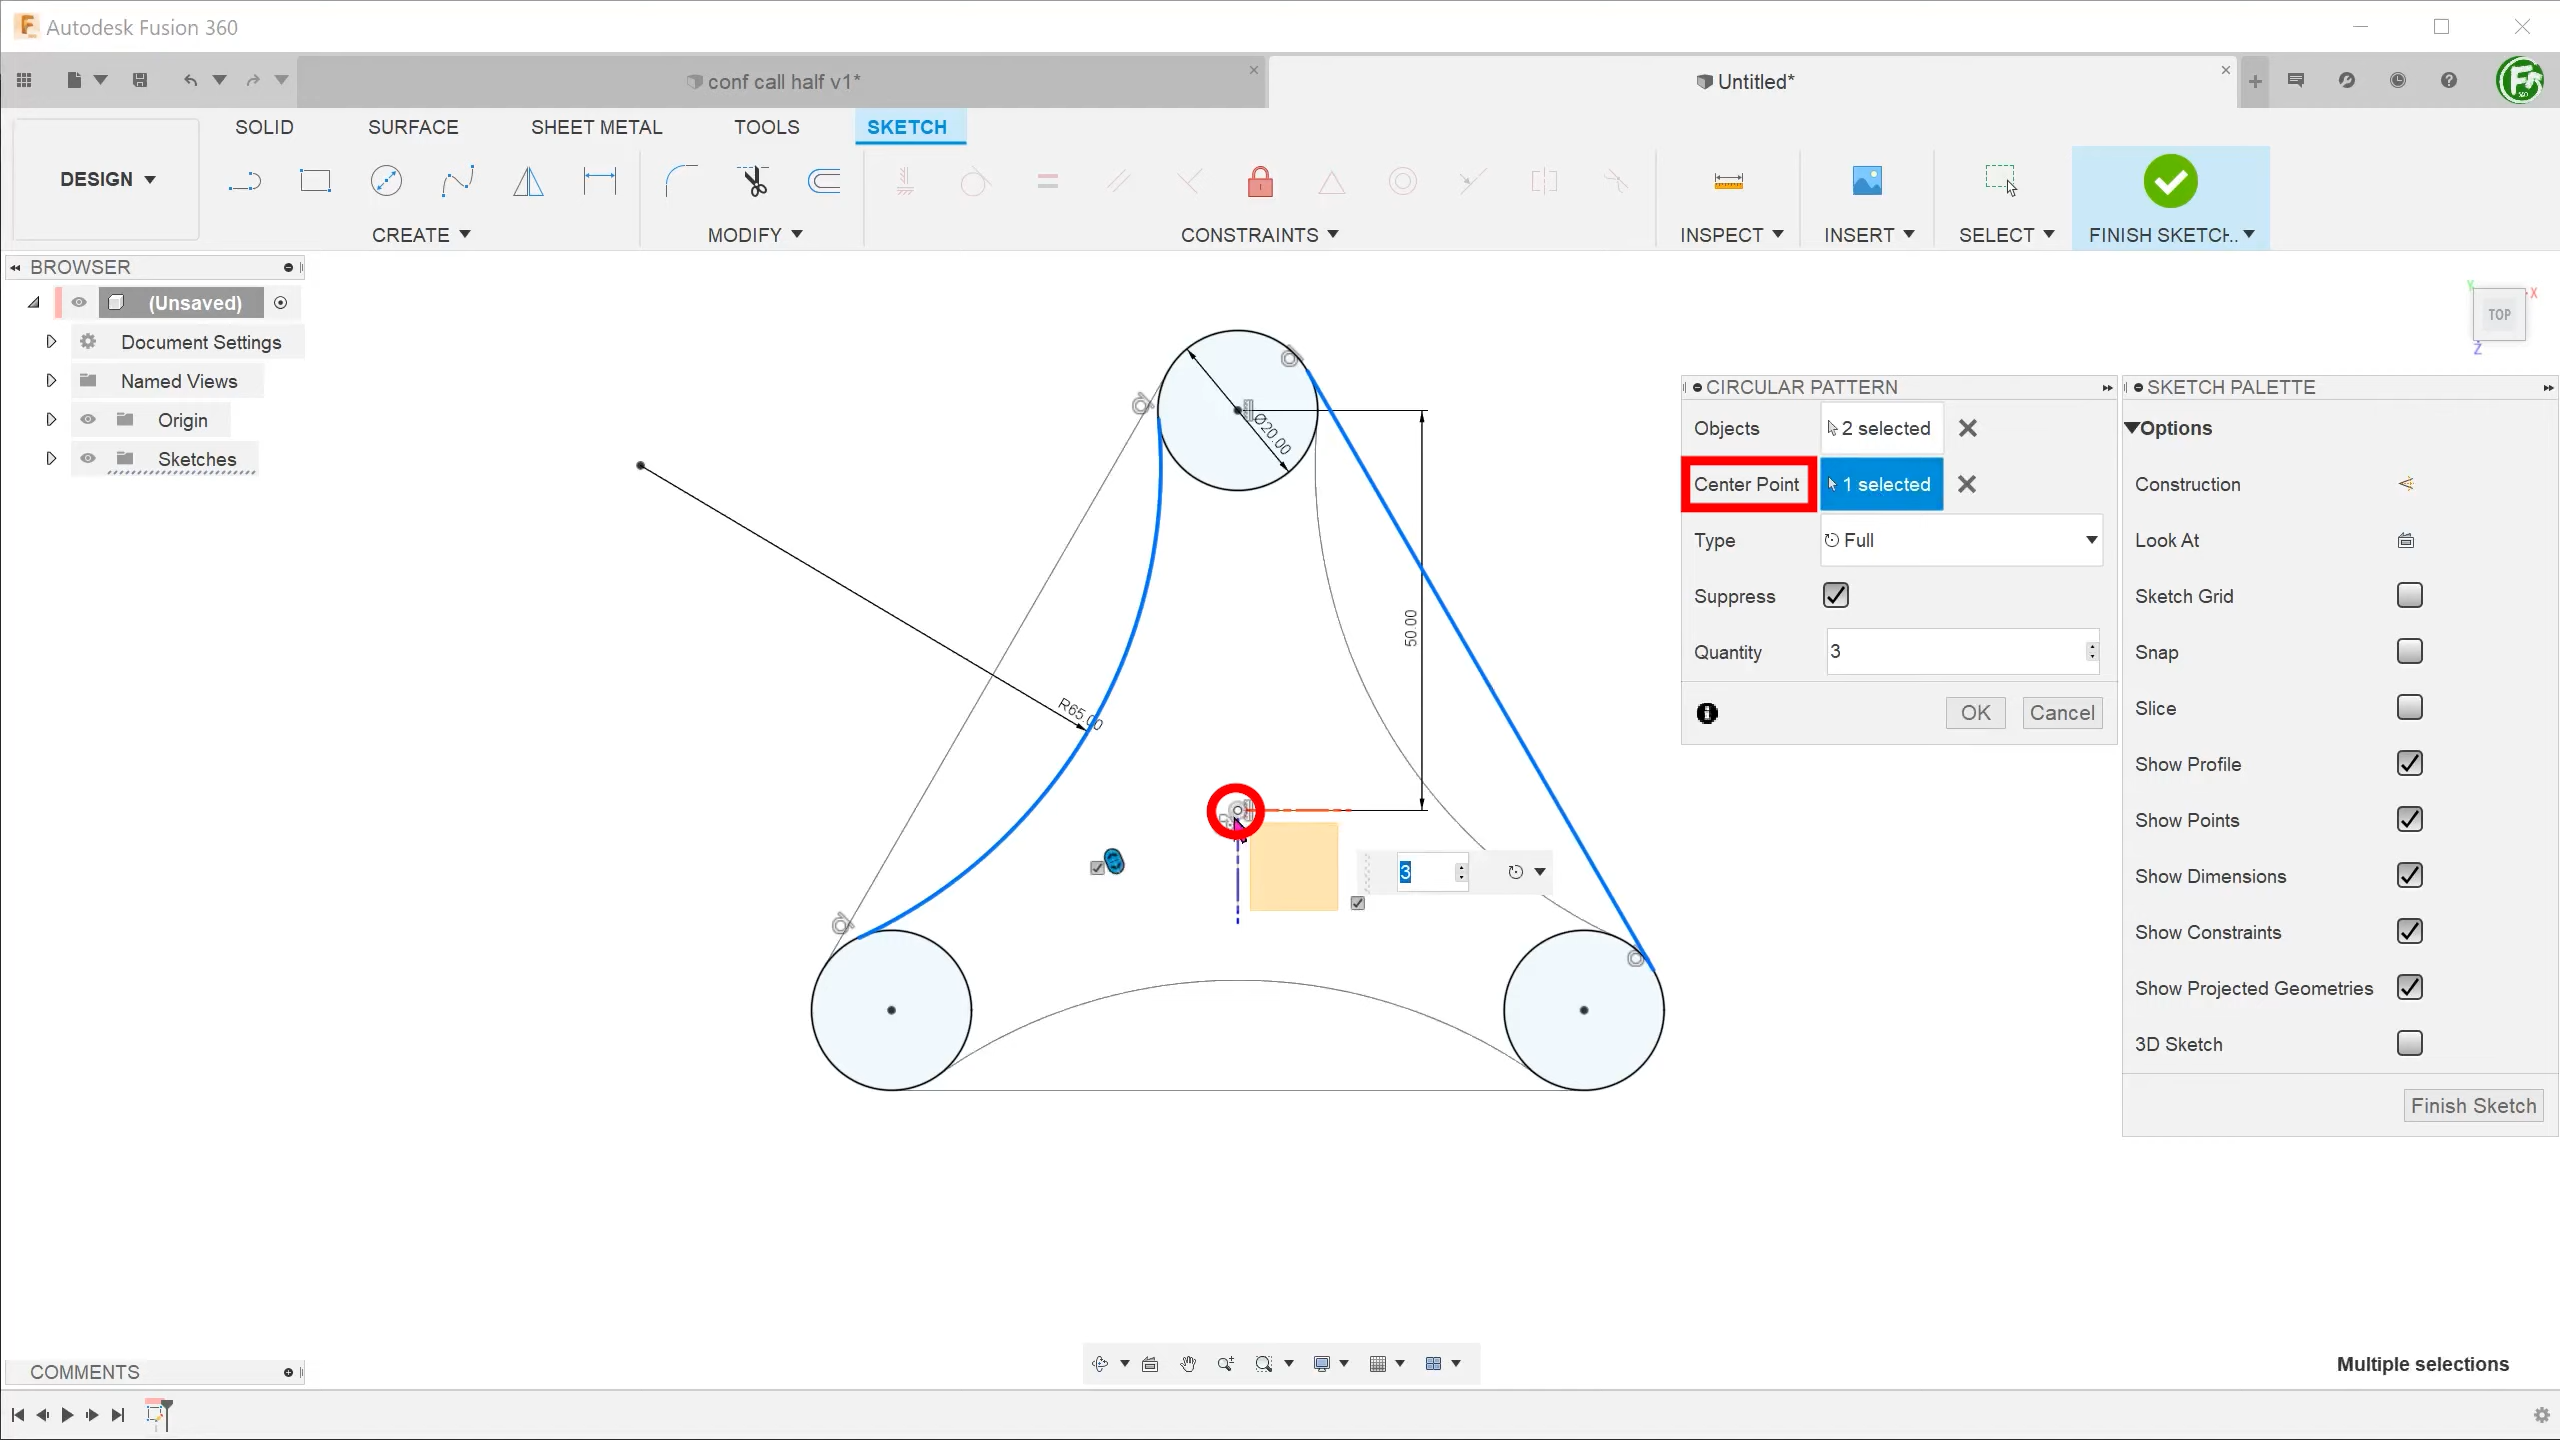 Autodesk Fusion 360
conf call half v1*
Untitled*
SOLID
SURFACE
SHEET METAL
TOOLS
SKETCH
DESIGN
CREATE
MODIFY
CONSTRAINTS
INSPECT
INSERT
SELECT
FINISH SKETCH..
BROWSER
(Unsaved)
Document Settings
Named Views
Origin
Sketches
TOP
X
Y
Z
Ø20.00
R65.00
50.00
3
CIRCULAR PATTERN
Objects
2 selected
Center Point
1 selected
Type
Full
Suppress
Quantity
3
OK
Cancel
SKETCH PALETTE
Options
Construction
Look At
Sketch Grid
Snap
Slice
Show Profile
Show Points
Show Dimensions
Show Constraints
Show Projected Geometries
3D Sketch
Finish Sketch
COMMENTS
Multiple selections